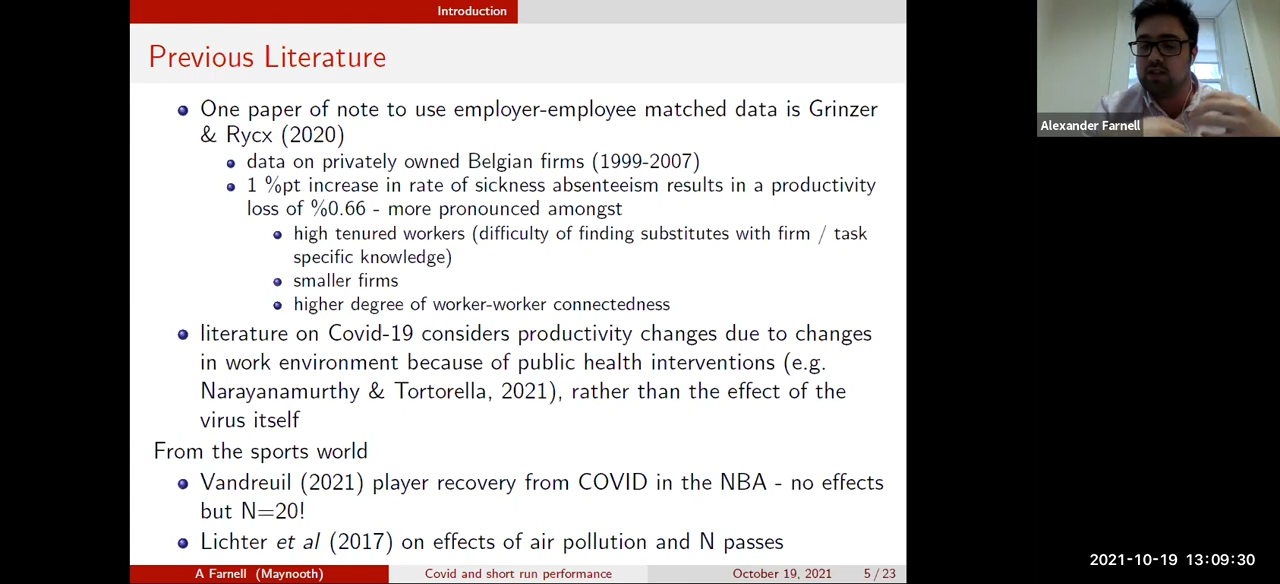 Introduction
Previous Literature
One paper of note to use employer-employee matched data is Grinzer
& Rycx (2020)
data on privately owned Belgian firms (1999-2007)
1 %pt increase in rate of sickness absenteeism results in a productivity
loss of %0.66 - more pronounced amongst
high tenured workers (difficulty of finding substitutes with firm / task
specific knowledge)
smaller firms
higher degree of worker-worker connectedness
literature on Covid-19 considers productivity changes due to changes
in work environment because of public health interventions (e.g.
Narayanamurthy & Tortorella, 2021), rather than the effect of the
virus itself
From the sports world
Vandreuil (2021) player recovery from COVID in the NBA - no effects
but N=20!
Lichter et al (2017) on effects of air pollution and N passes
A Farnell (Maynooth)
Covid and short run performance
October 19, 2021
5 / 23
Alexander Farnell
2021-10-19 13:09:30